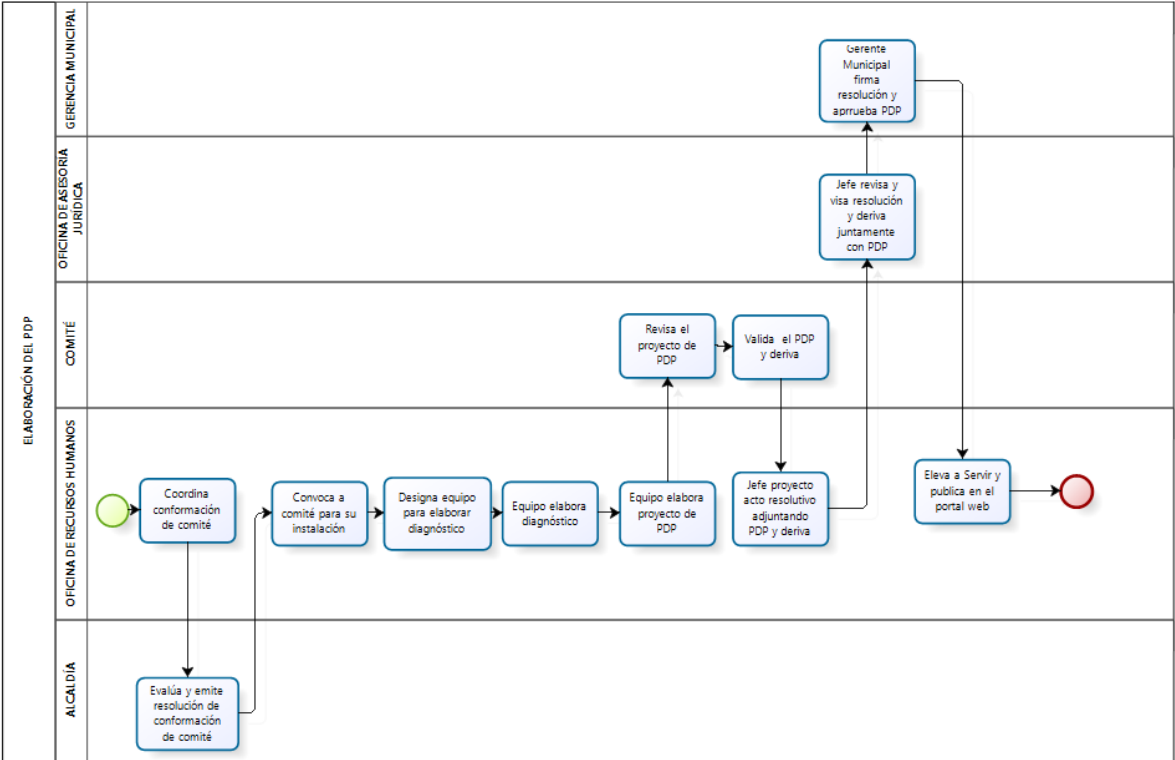 ELABORACIÓN DEL PDP
GERENCIA MUNICIPAL
Gerente
Municipal
firma
resolución y
aprrueba PDP
OFICINA DE ASESORIA
JURÍDICA
Jefe revisa y
visa resolución
y deriva
juntamente
con PDP
COMITÉ
Revisa el
proyecto de
PDP
Valida el PDP
y deriva
OFICINA DE RECURSOS HUMANOS
Coordina
conformación
de comité
Convoca a
comité para su
instalación
Designa equipo
para elaborar
diagnóstico
Equipo elabora
diagnóstico
Equipo elabora
proyecto de
PDP
Jefe proyecto
acto resolutivo
adjuntando
PDP y deriva
Eleva a Servir y
publica en el
portal web
ALCALDÍA
Evalúa y emite
resolución de
conformación
de comité